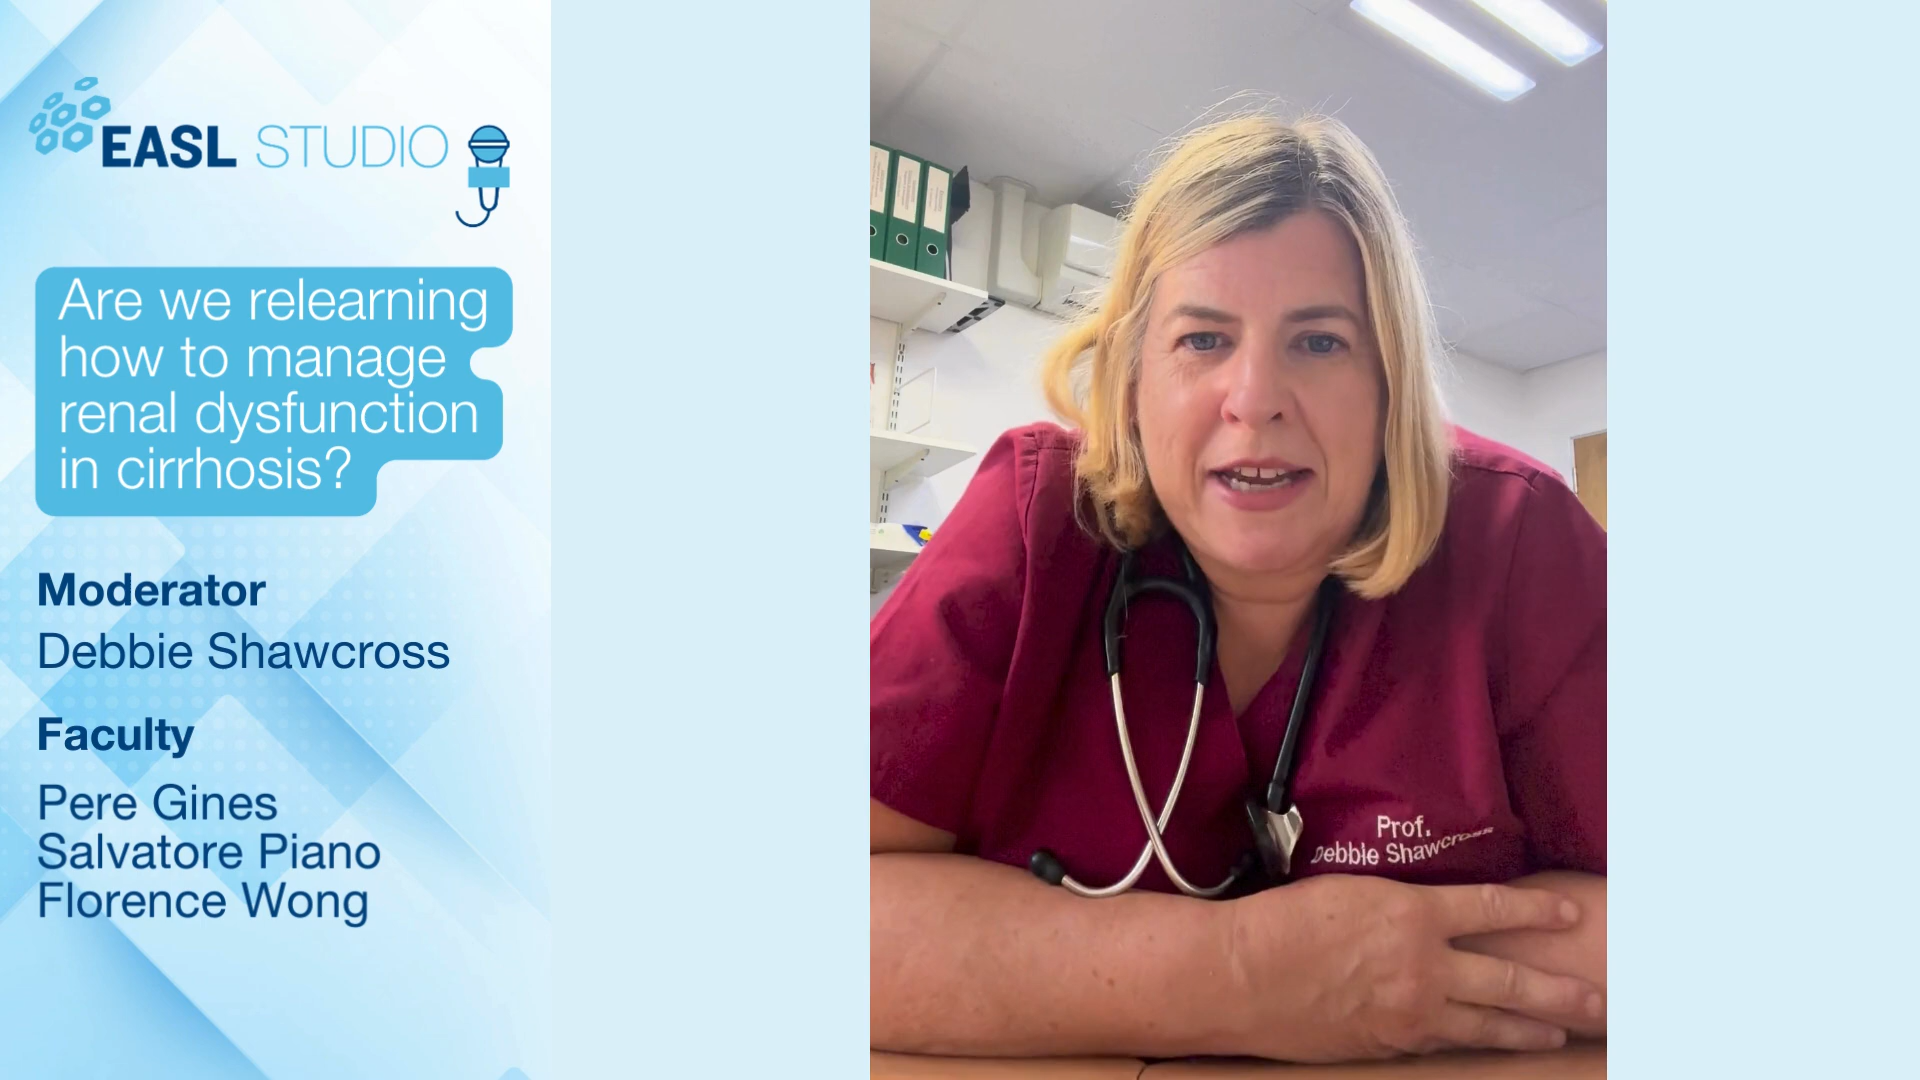 EASL STUDIO
Are we relearning
how to manage
renal dysfunction
in cirrhosis?
Moderator
Debbie Shawcross
Faculty
Pere Gines
Salvatore Piano
Florence Wong
Prof.
Debbie Shawcross